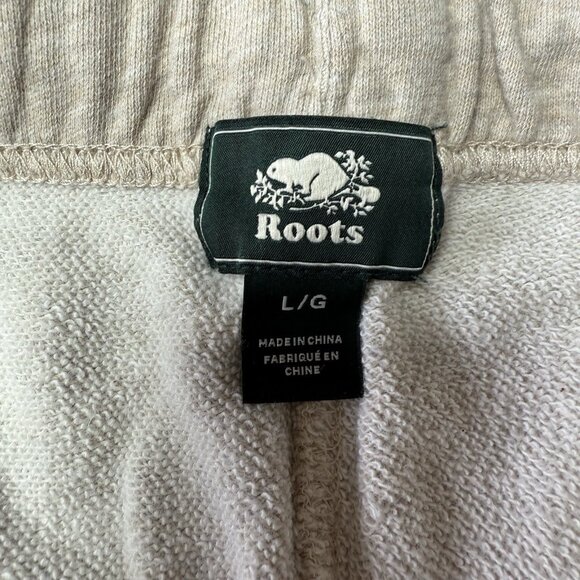 Roots
L/G
MADE IN CHINA
FABRIQUÉ EN
CHINE